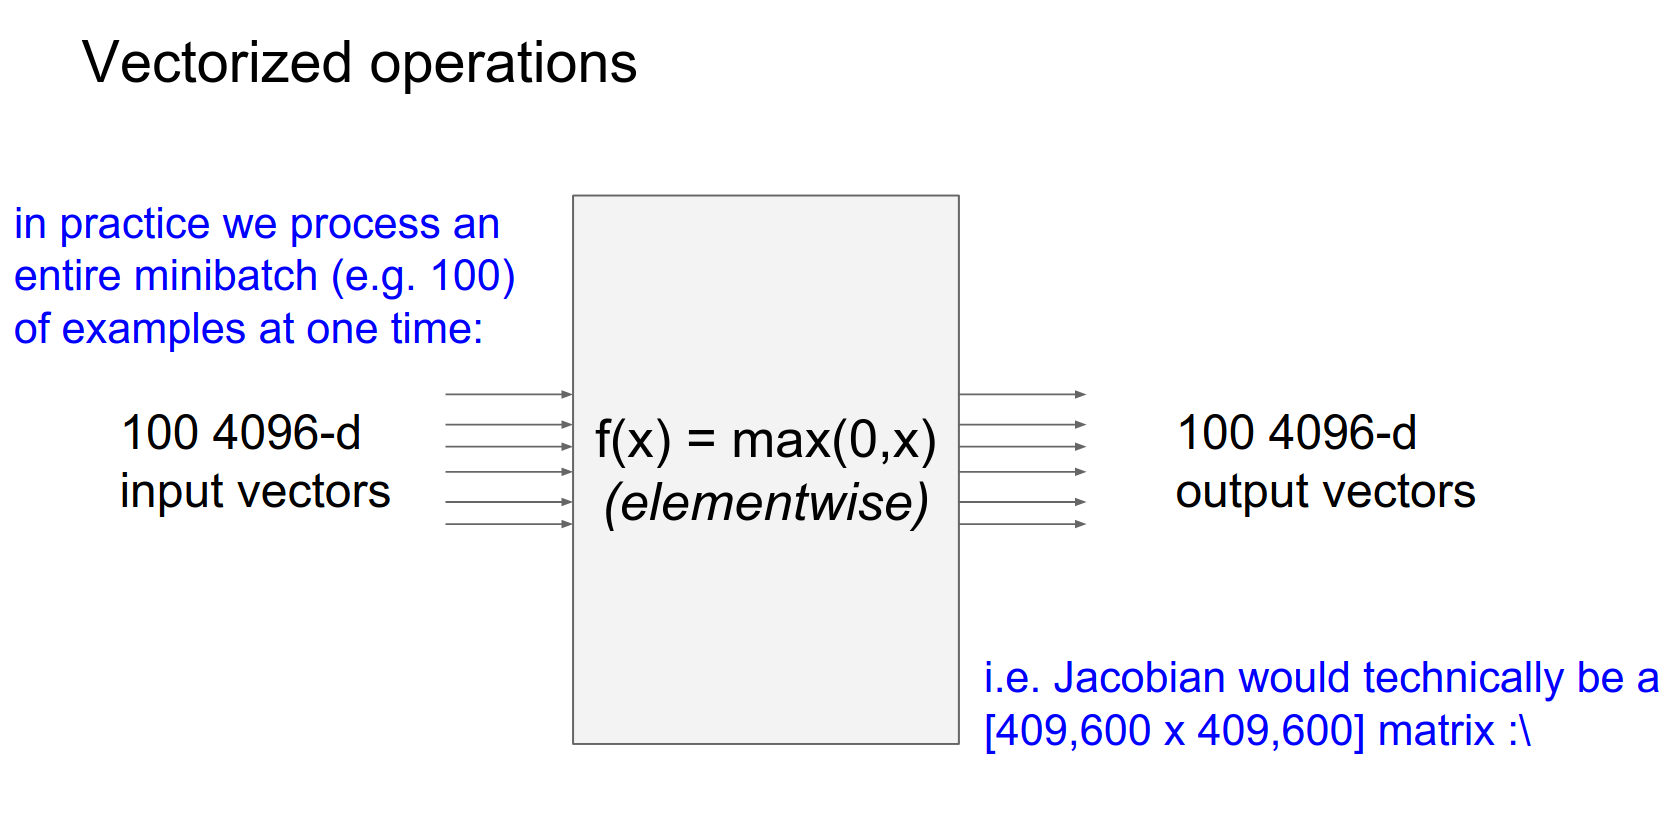 Vectorized operations
in practice we process an
entire minibatch (e.g. 100)
of examples at one time:
100 4096-d
input vectors
f(x) = max(0,x)
(elementwise)
100 4096-d
output vectors
i.e. Jacobian would technically be a
[409,600 x 409,600] matrix :\